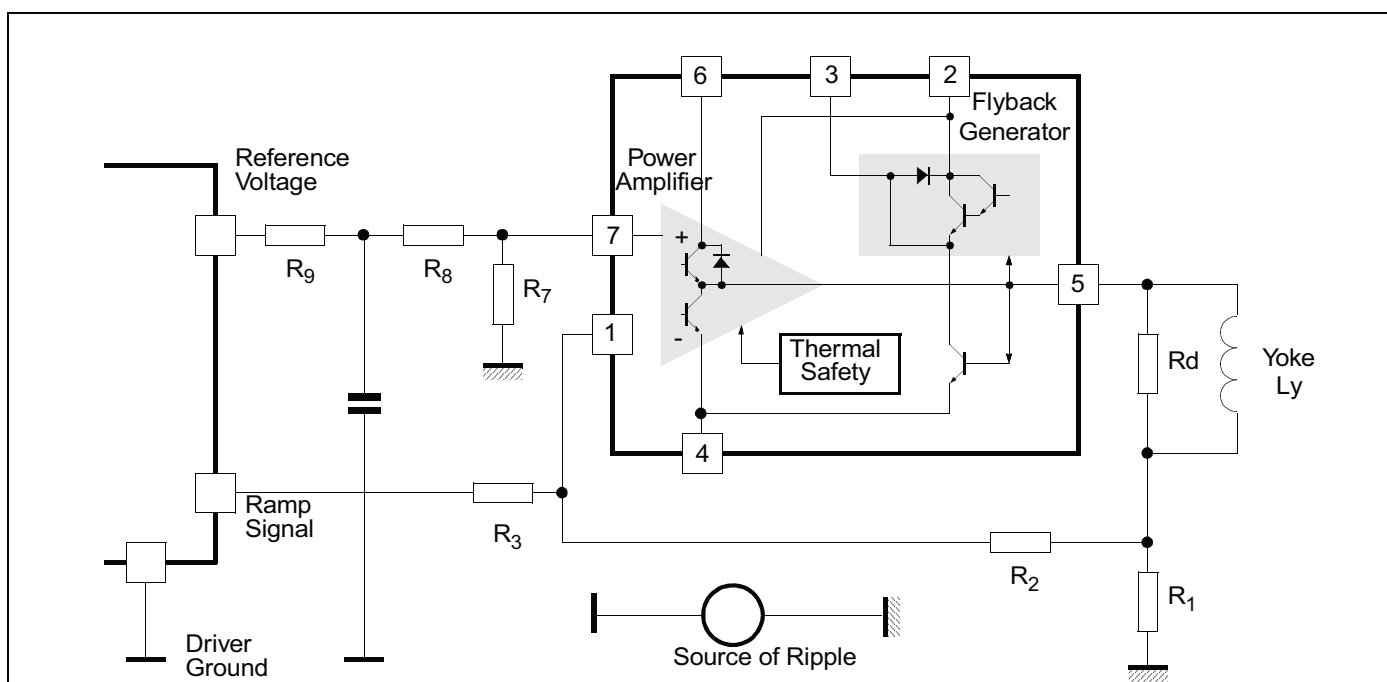 6
3
2
Flyback
Generator
Reference
Voltage
Power
Amplifier
7
+
R9
R8
R7
1
-
5
Thermal
Safety
Rd
Yoke
Ly
4
Ramp
Signal
R3
R2
R1
Driver
Ground
Source of Ripple